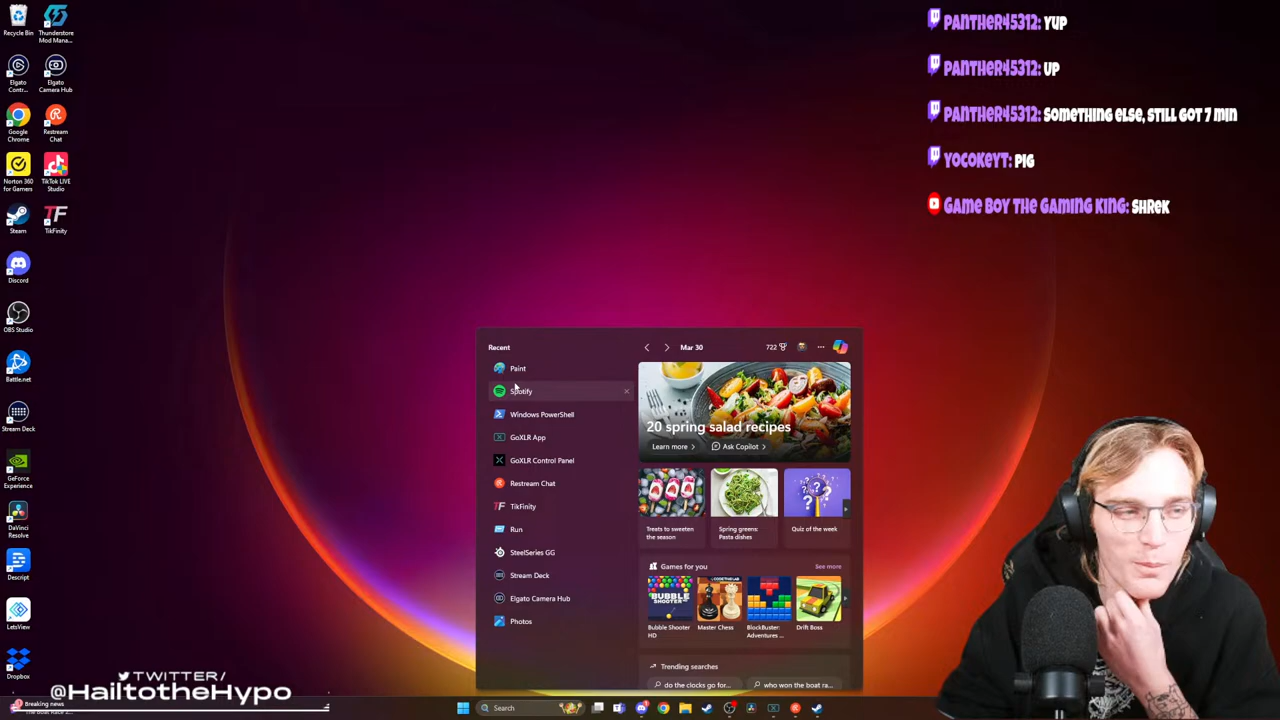 Recycle Bin
Thunderstore
Mod Mana...
Elgato
Contr...
Elgato
Camera Hub
Google
Chrome
Restream
Chat
Norton 360
for Gamers
TikTok LIVE
Studio
Steam
TikFinity
Discord
OBS Studio
Battle.net
Stream Deck
GeForce
Experience
DaVinci
Resolve
Descript
LetsView
Dropbox
PANTHER45312: YUP
PANTHER45312: UP
PANTHER45312: SOMETHING ELSE, STILL GOT 7 MIN
YOCOKEYT: PIG
GAME BOY THE GAMING KING: SHREK
Recent
Paint
Spotify
Windows PowerShell
GoXLR App
GoXLR Control Panel
Restream Chat
TikFinity
Run
SteelSeries GG
Stream Deck
Elgato Camera Hub
Photos
Mar 30
722
20 spring salad recipes
Learn more
Ask Copilot
Treats to sweeten
the season
Spring greens:
Pasta dishes
Quiz of the week
Games for you
See more
BUBBLE
SHOOTER
Bubble Shooter
HD
Master Chess
BlockBuster:
Adventures ...
Drift Boss
Trending searches
do the clocks go for...
who won the boat ra...
TWITTER/
@HailtotheHypo
Breaking news
Search